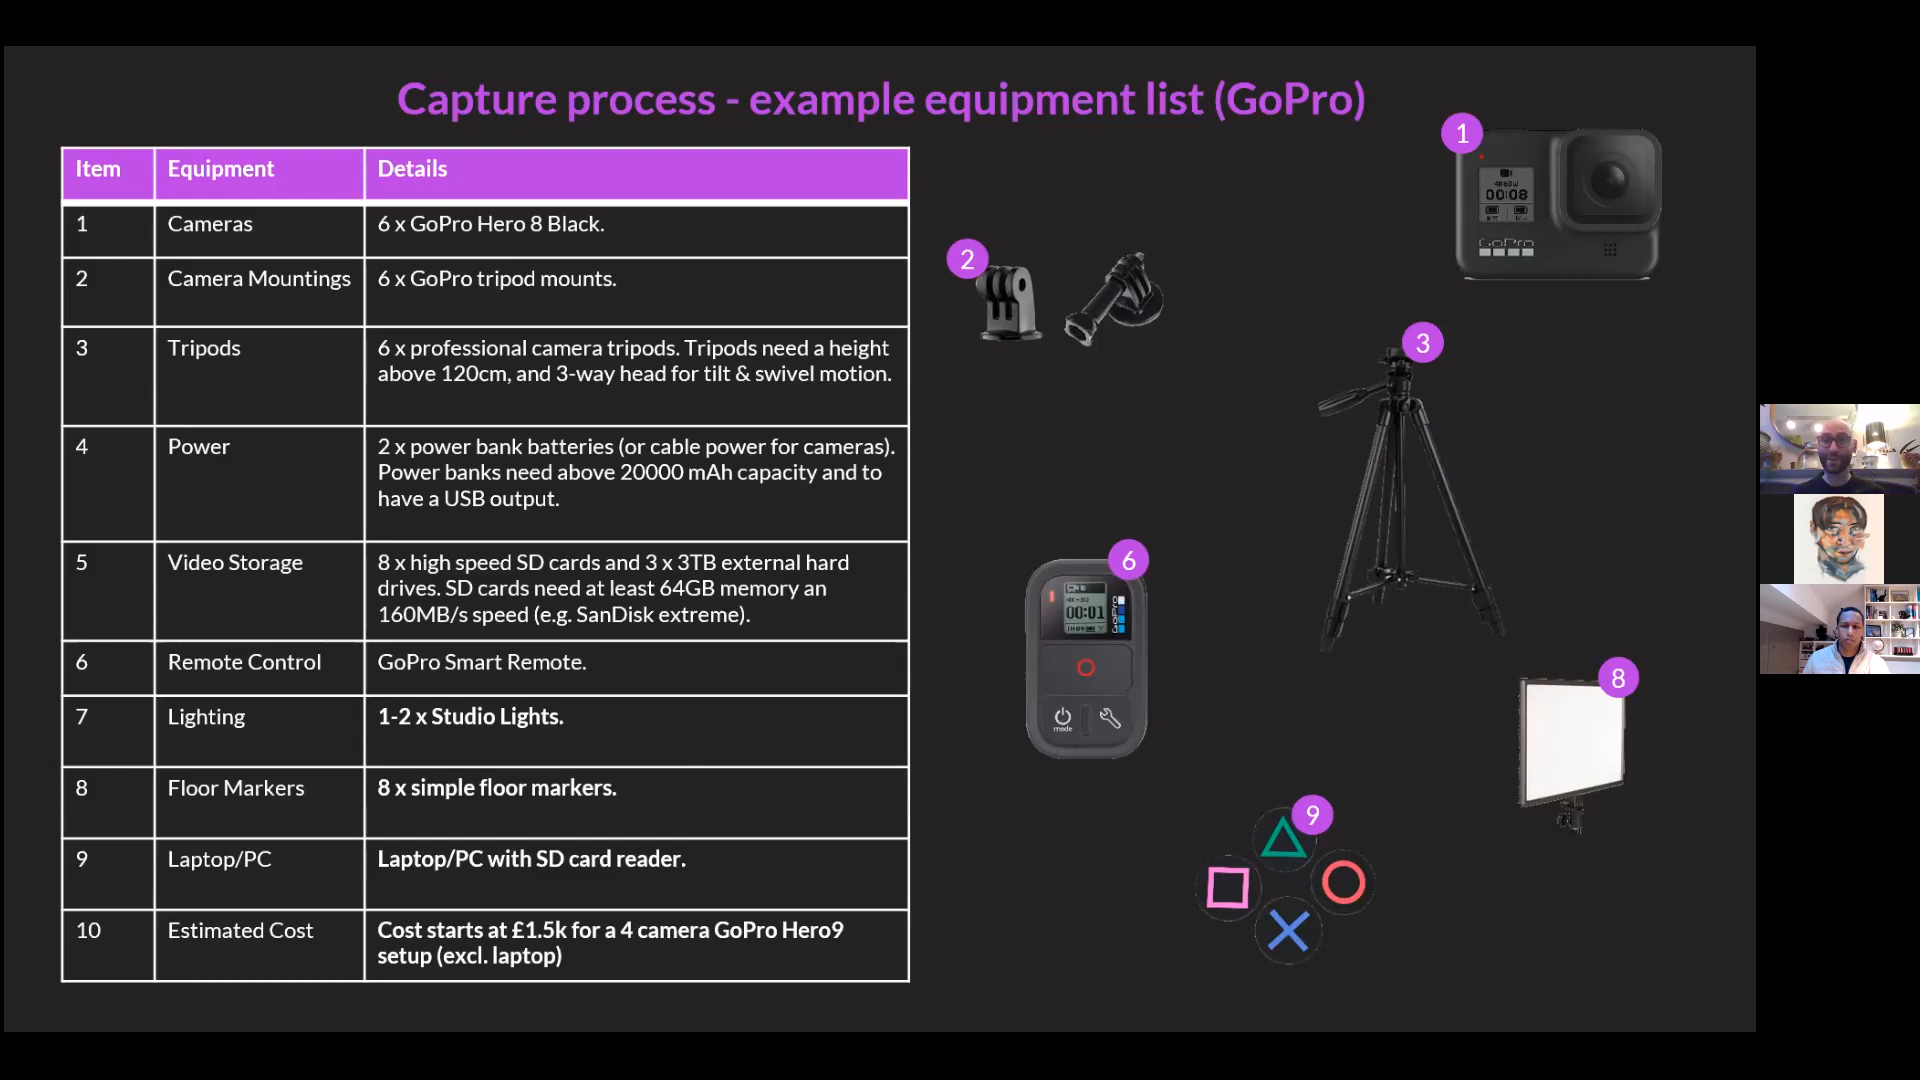 Capture process - example equipment list (GoPro)
Item Equipment Details
1 Cameras 6 x GoPro Hero 8 Black.
2 Camera Mountings 6 x GoPro tripod mounts.
3 Tripods 6 x professional camera tripods. Tripods need a height
above 120cm, and 3-way head for tilt & swivel motion.
4 Power 2 x power bank batteries (or cable power for cameras).
Power banks need above 20000 mAh capacity and to
have a USB output.
5 Video Storage 8 x high speed SD cards and 3 x 3TB external hard
drives. SD cards need at least 64GB memory an
160MB/s speed (e.g. SanDisk extreme).
6 Remote Control GoPro Smart Remote.
7 Lighting 1-2 x Studio Lights.
8 Floor Markers 8 x simple floor markers.
9 Laptop/PC Laptop/PC with SD card reader.
10 Estimated Cost Cost starts at £1.5k for a 4 camera GoPro Hero9
setup (excl. laptop)
1
00:08
GoPro
2
3
6
00:01
GoPro
mode
8
9